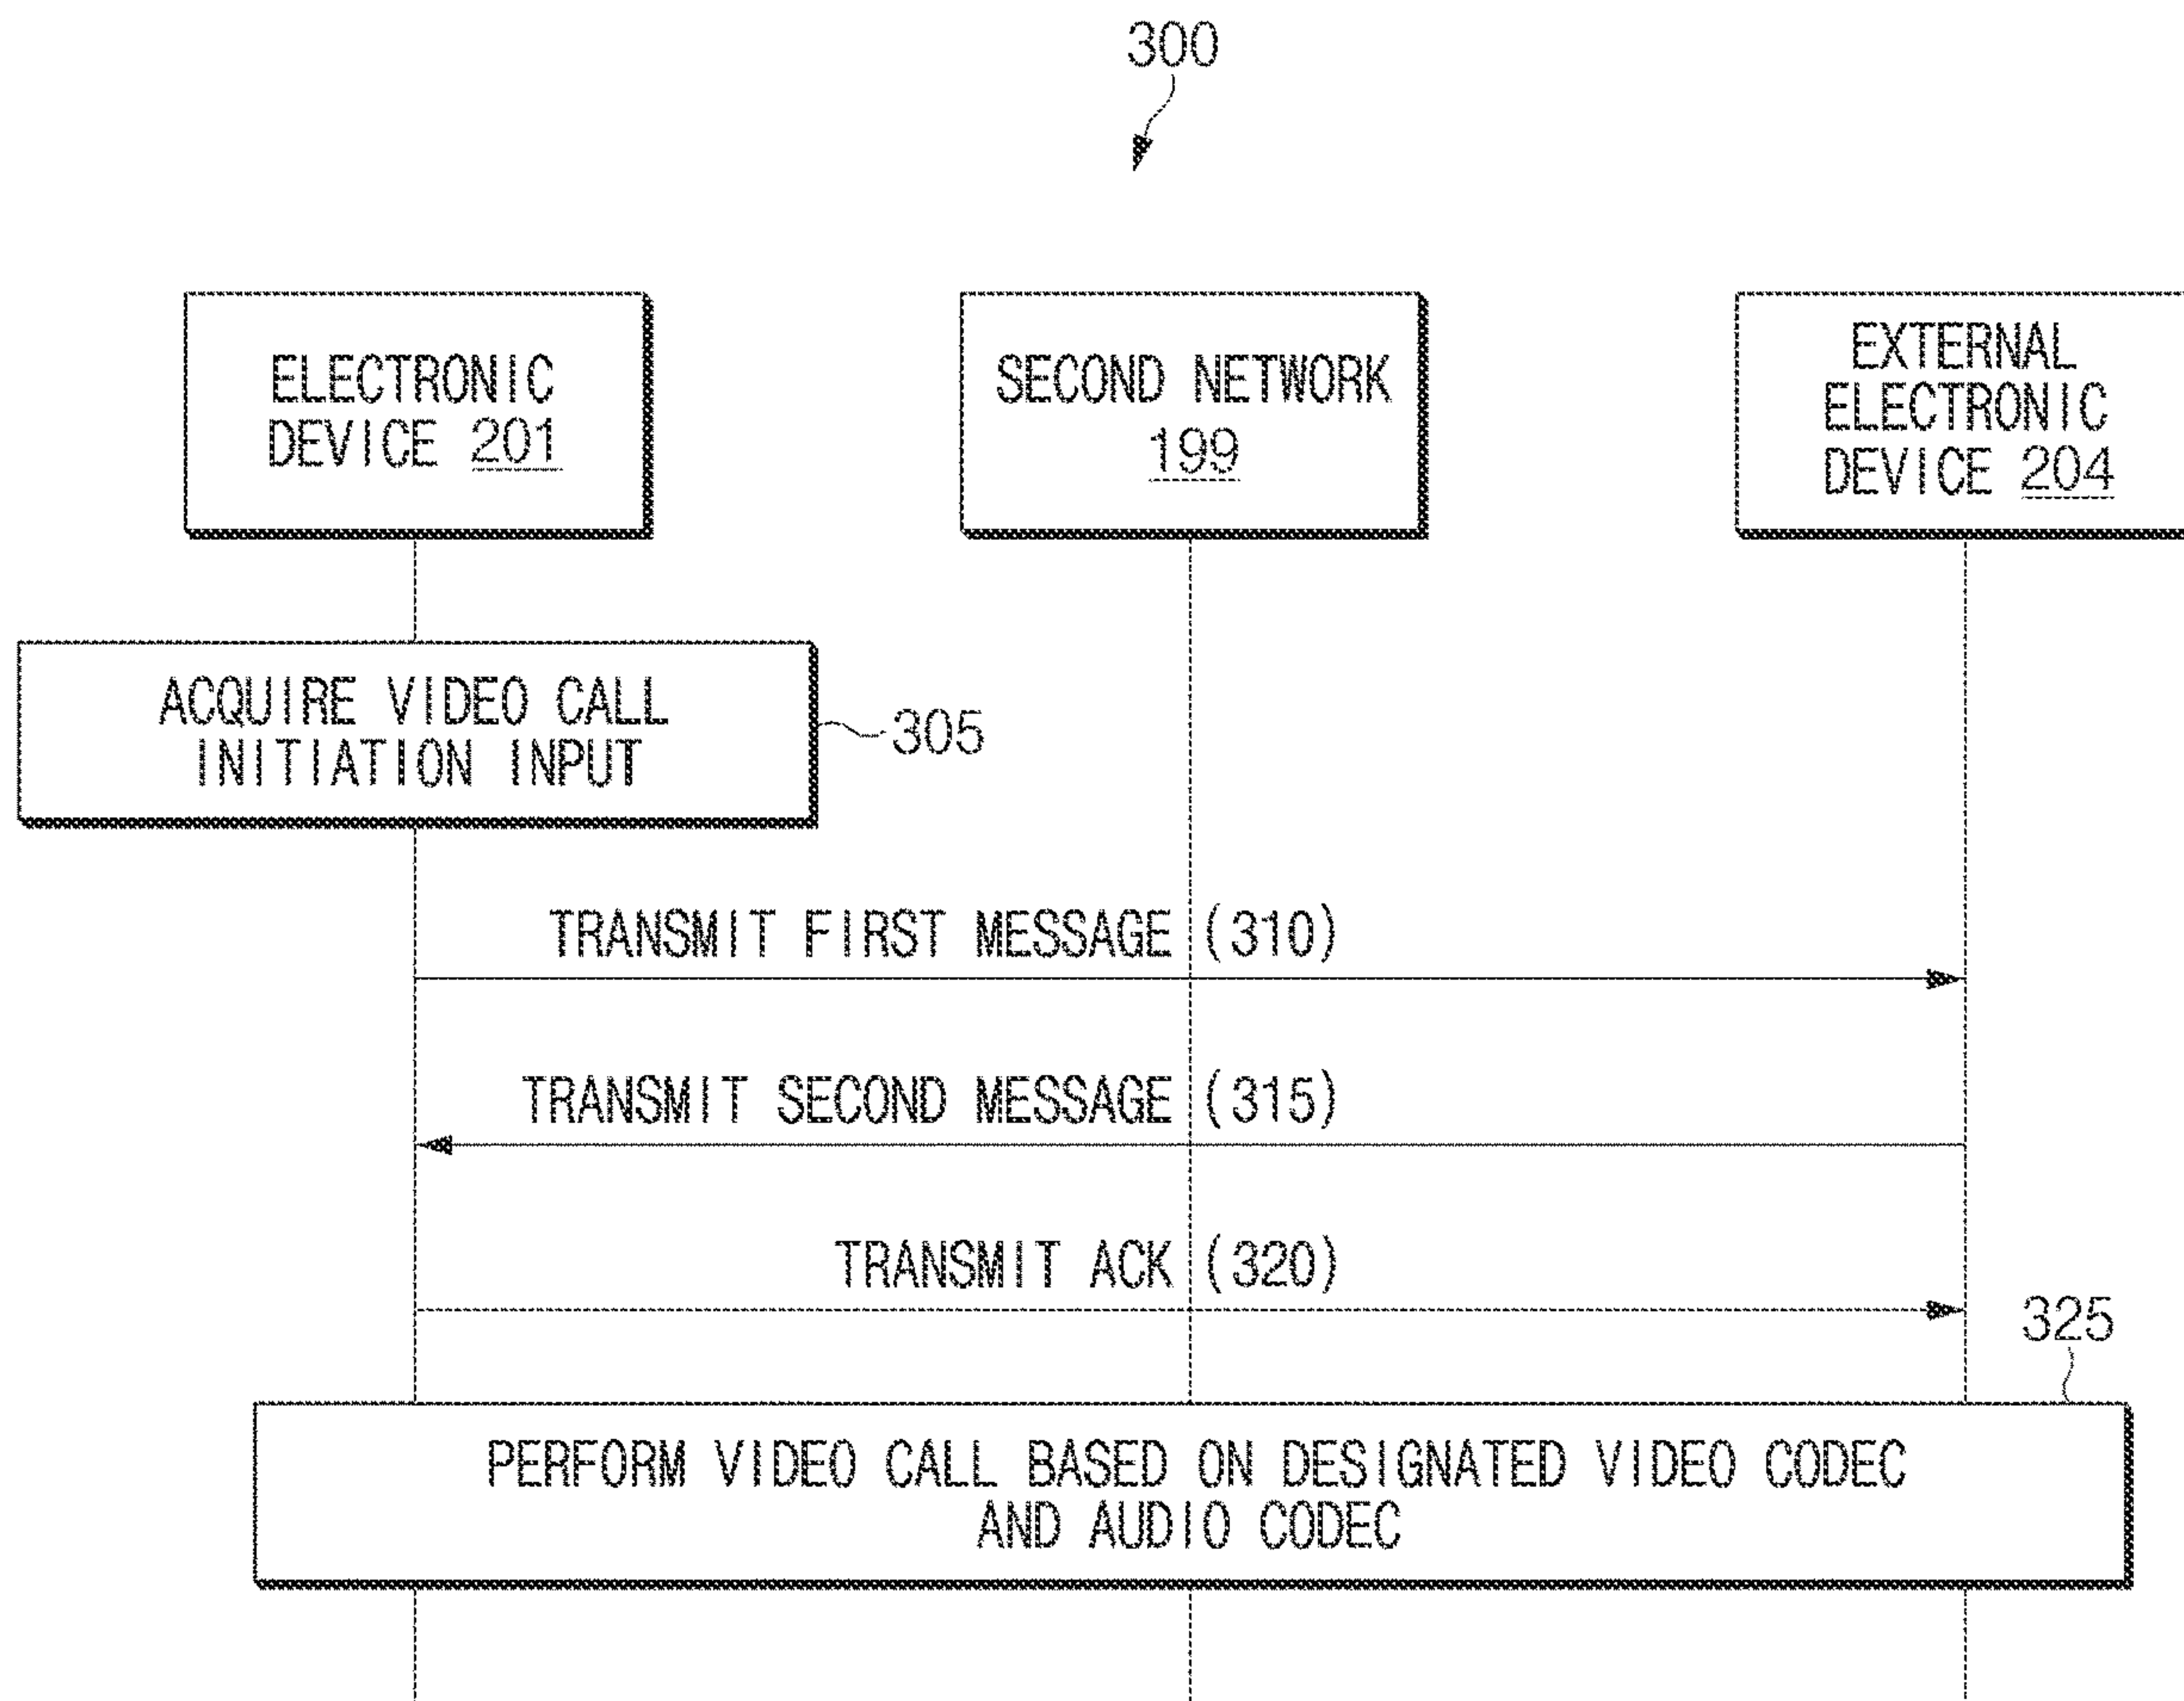 300
ELECTRONIC
DEVICE 201
SECOND NETWORK
199
EXTERNAL
ELECTRONIC
DEVICE 204
ACQUIRE VIDEO CALL
INITIATION INPUT
305
TRANSMIT FIRST MESSAGE (310)
TRANSMIT SECOND MESSAGE (315)
TRANSMIT ACK (320)
325
PERFORM VIDEO CALL BASED ON DESIGNATED VIDEO CODEC
AND AUDIO CODEC